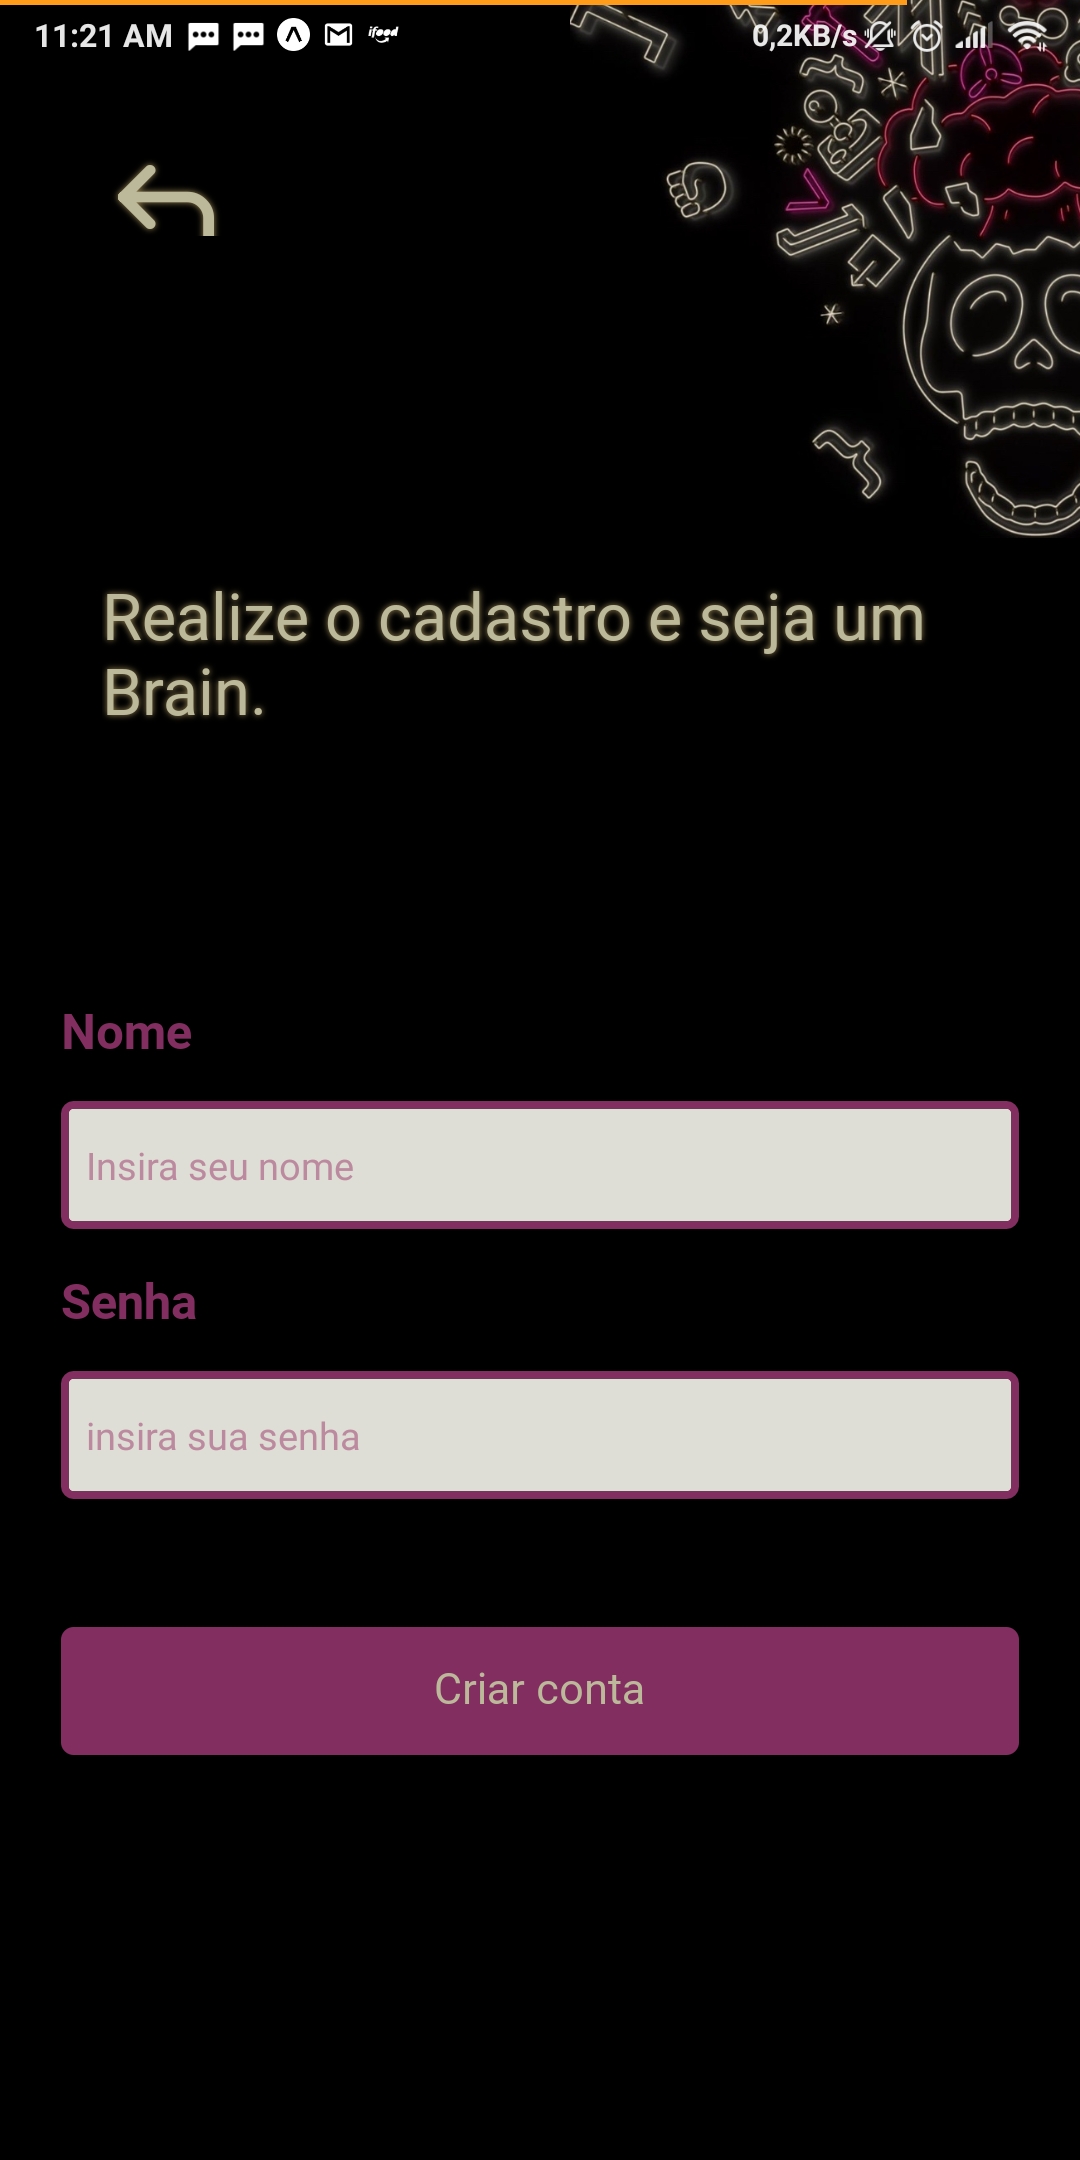 11:21 AM ifood 0,2KB/s
Realize o cadastro e seja um
Brain.
Nome
Insira seu nome
Senha
insira sua senha
Criar conta